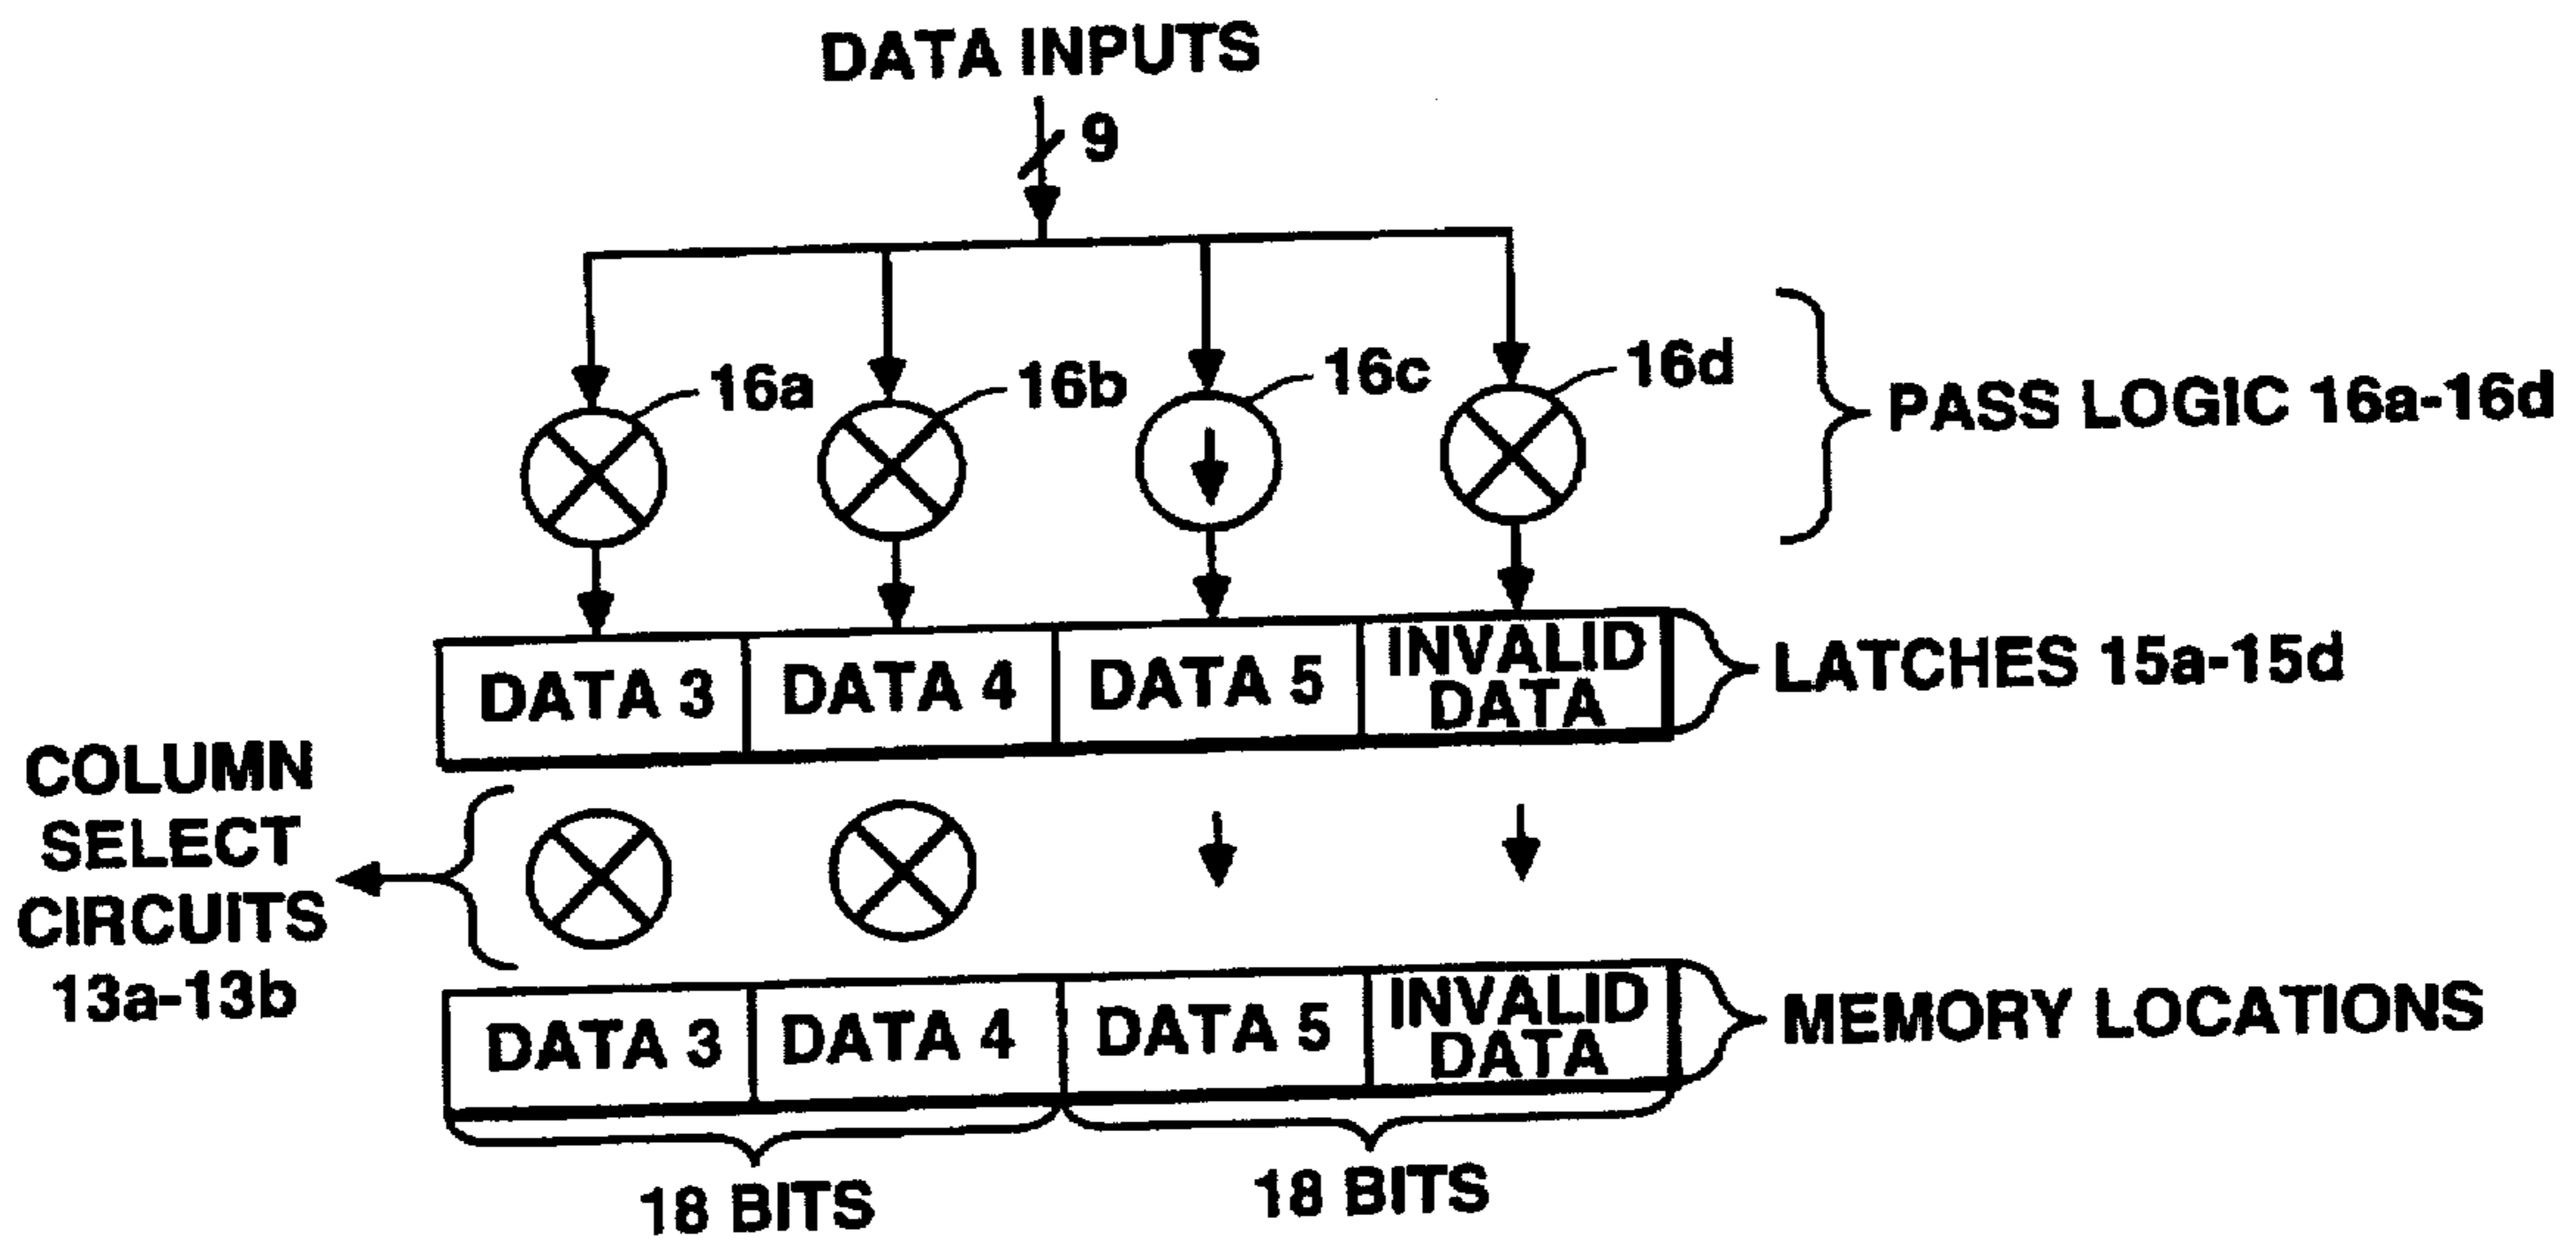 DATA INPUTS
9
16a
16b
16c
16d
PASS LOGIC 16a-16d
DATA 3
DATA 4
DATA 5
INVALID
DATA
LATCHES 15a-15d
COLUMN
SELECT
CIRCUITS
13a-13b
DATA 3
DATA 4
DATA 5
INVALID
DATA
MEMORY LOCATIONS
18 BITS
18 BITS